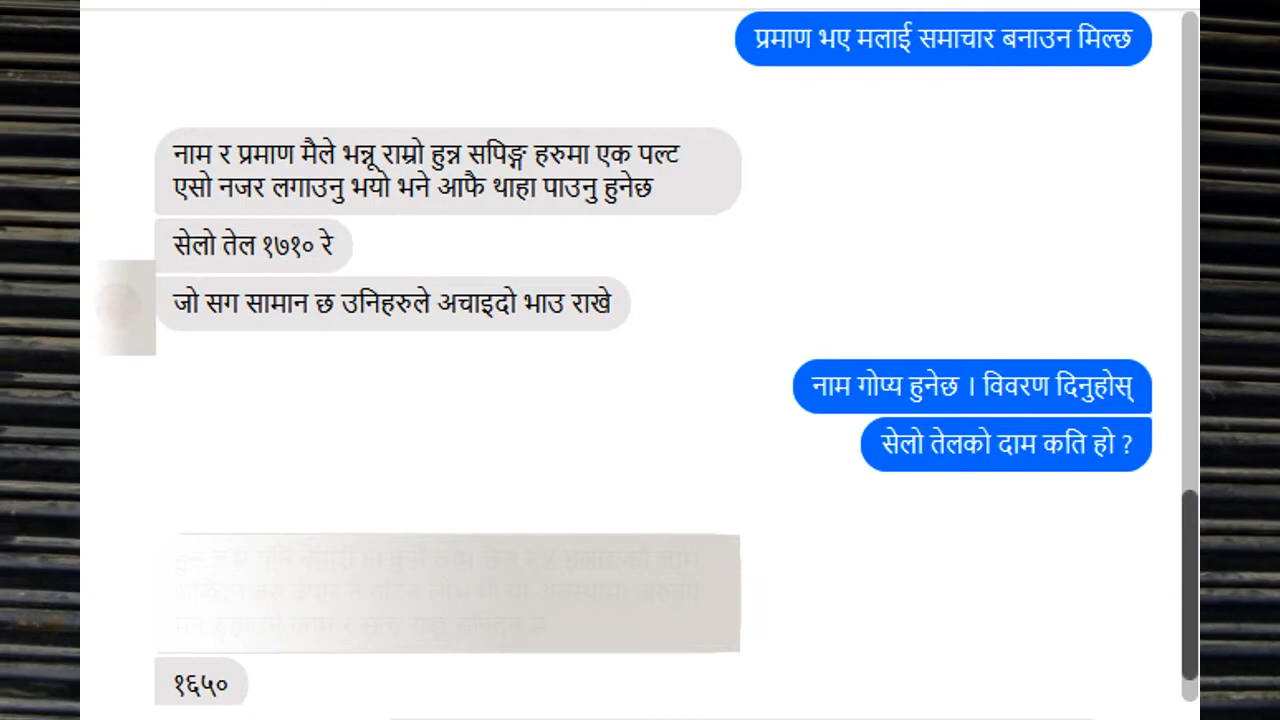 प्रमाण भए मलाई समाचार बनाउन मिल्छ
नाम र प्रमाण मैले भन्नू राम्रो हुन्न सपिङ्ग हरुमा एक पल्ट
एसो नजर लगाउनु भयो भने आफै थाहा पाउनु हुनेछ
सेलो तेल १७१० रे
जो सग सामान छ उनिहरुले अचाइदो भाउ राखे
नाम गोप्य हुनेछ । विवरण दिनुहोस्
सेलो तेलको दाम कति हो ?
१६५०